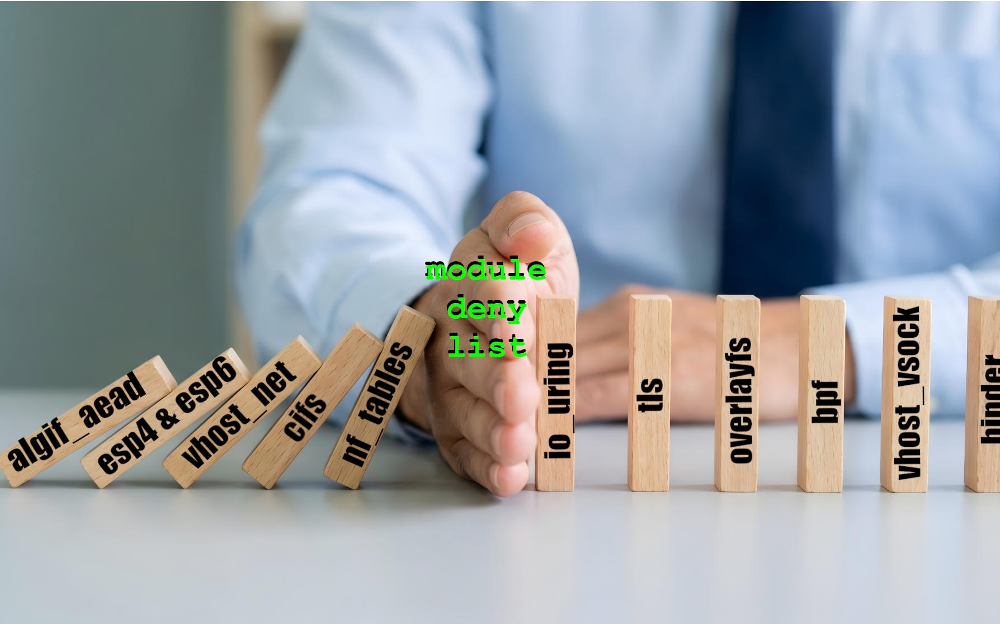 algif_aead
esp4 & esp6
vhost_net
cifs
nf_tables
module
deny
list
io_uring
tls
overlayfs
bpf
vhost_vsock
binder